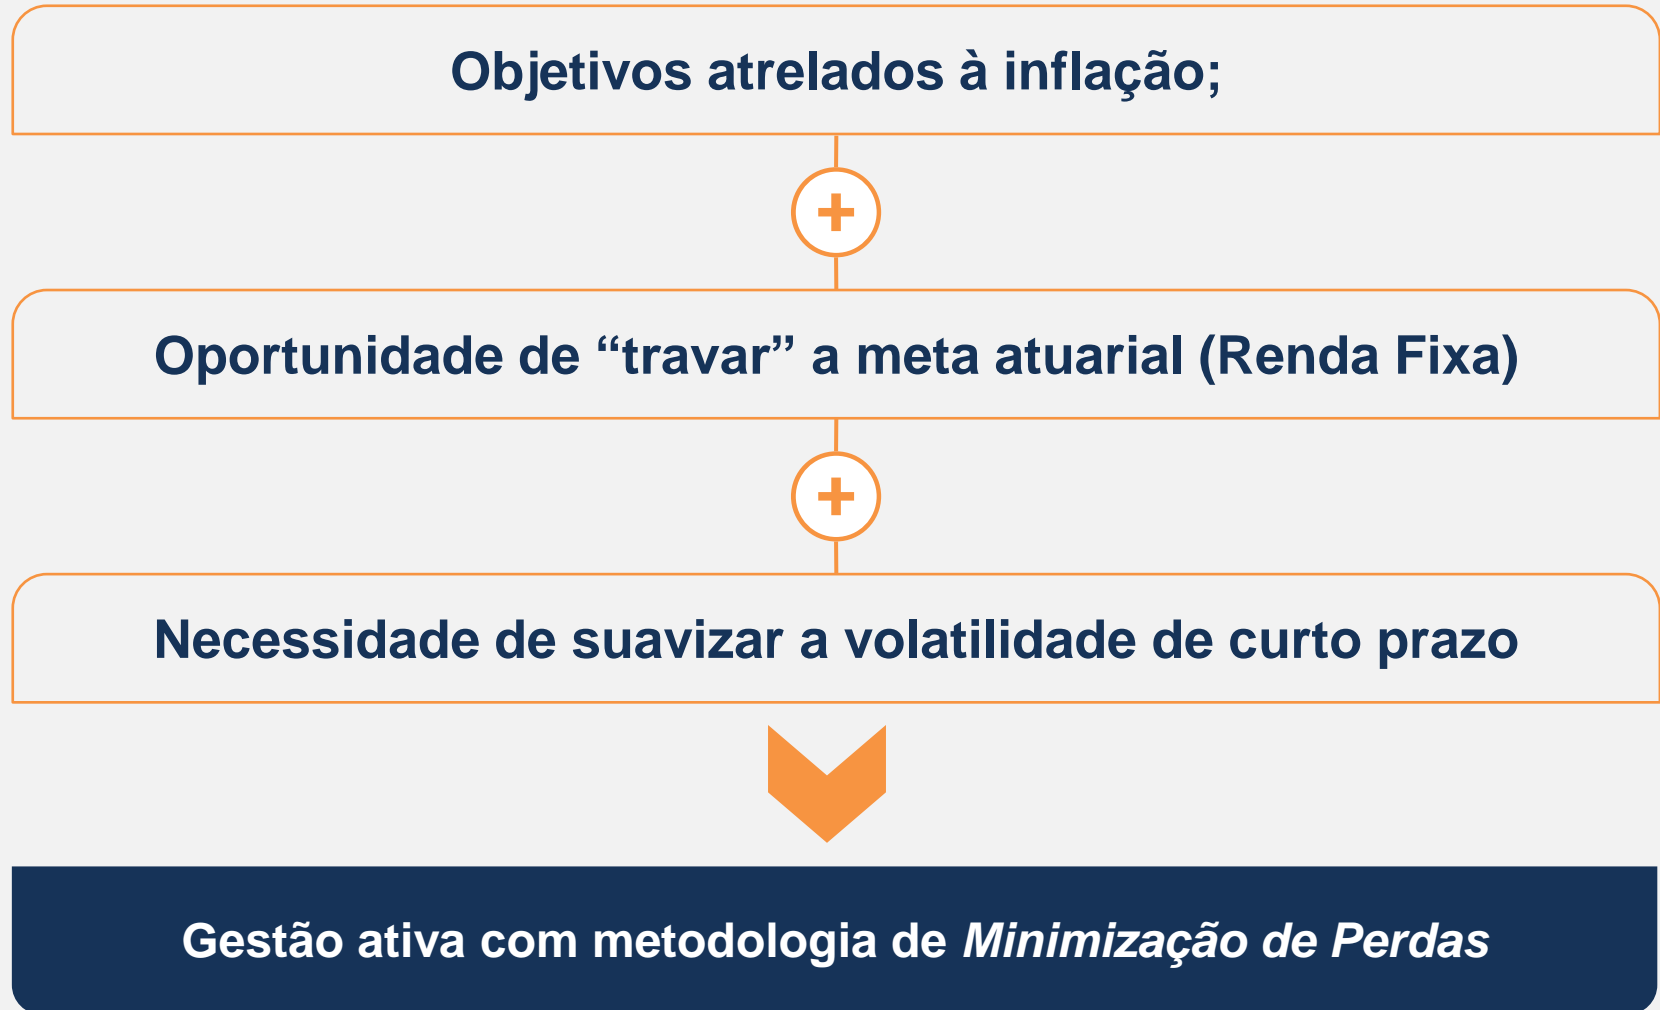 Objetivos atrelados à inflação;
+
Oportunidade de “travar” a meta atuarial (Renda Fixa)
+
Necessidade de suavizar a volatilidade de curto prazo
Gestão ativa com metodologia de Minimização de Perdas